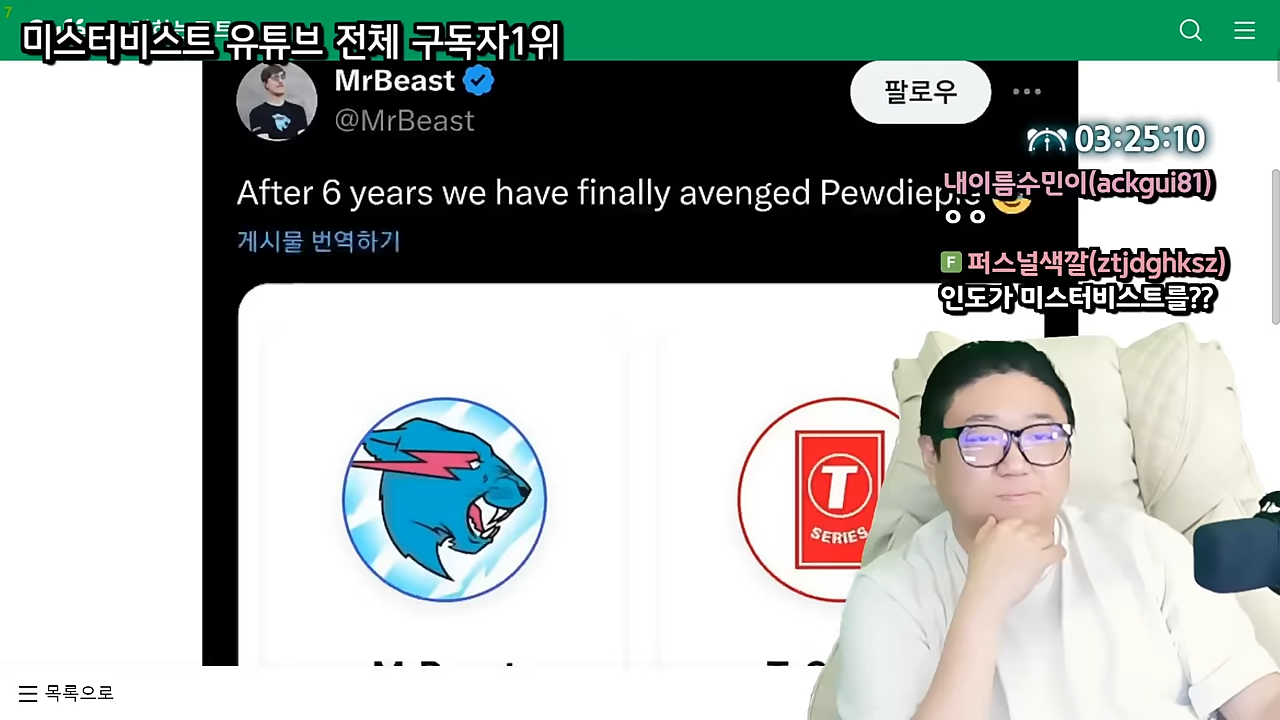 7
미스터비스트 유튜브 전체 구독자1위
MrBeast
@MrBeast
팔로우
03:25:10
After 6 years we have finally avenged Pewdiepie
게시물 번역하기
내이름수민이(ackgui81)
ㅇㅇ
F 퍼스널색깔(ztjdghksz)
인도가 미스터비스트를??
T
SERIES
목록으로